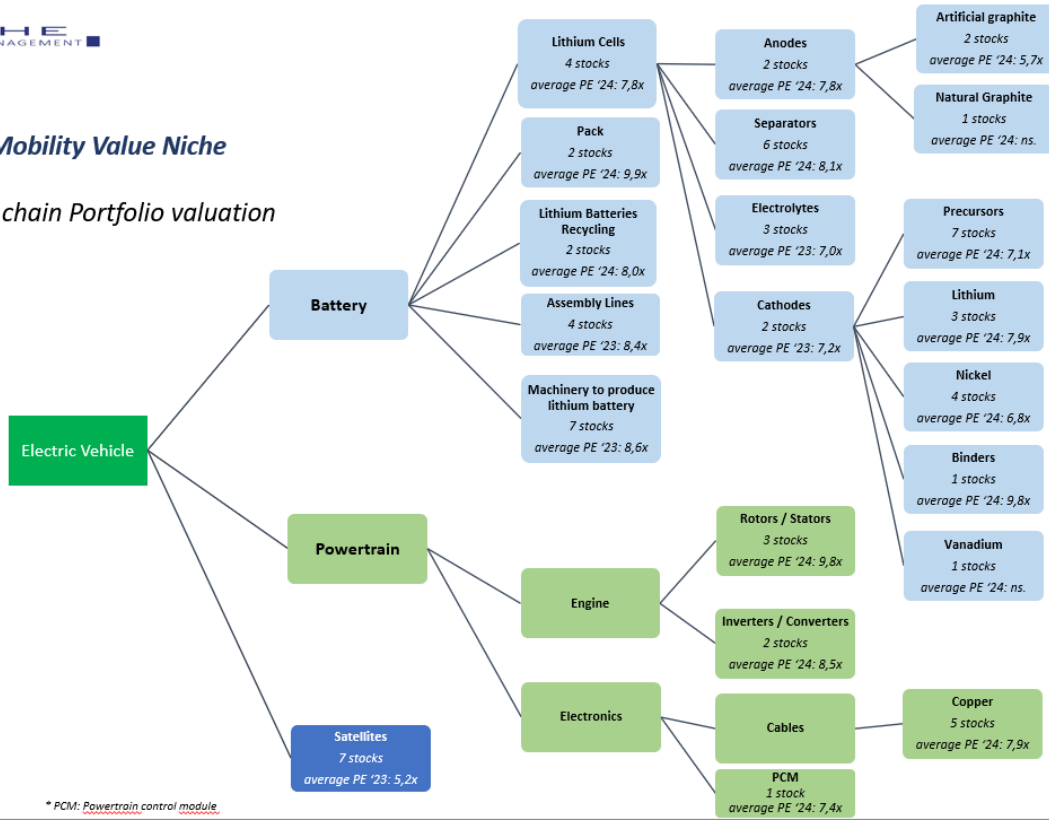 HE
NAGEMENT
Mobility Value Niche
chain Portfolio valuation
Electric Vehicle
Battery
Powertrain
Satellites
7 stocks
average PE '23: 5,2x
Lithium Cells
4 stocks
average PE '24: 7,8x
Pack
2 stocks
average PE '24: 9,9x
Lithium Batteries
Recycling
2 stocks
average PE '24: 8,0x
Assembly Lines
4 stocks
average PE '23: 8,4x
Machinery to produce
lithium battery
7 stocks
average PE '23: 8,6x
Engine
Electronics
Anodes
2 stocks
average PE '24: 7,8x
Separators
6 stocks
average PE '24: 8,1x
Electrolytes
3 stocks
average PE '23: 7,0x
Cathodes
2 stocks
average PE '23: 7,2x
Rotors / Stators
3 stocks
average PE '24: 9,8x
Inverters / Converters
2 stocks
average PE '24: 8,5x
Cables
PCM
1 stock
average PE '24: 7,4x
Artificial graphite
2 stocks
average PE '24: 5,7x
Natural Graphite
1 stocks
average PE '24: ns.
Precursors
7 stocks
average PE '24: 7,1x
Lithium
3 stocks
average PE '24: 7,9x
Nickel
4 stocks
average PE '24: 6,8x
Binders
1 stocks
average PE '24: 9,8x
Vanadium
1 stocks
average PE '24: ns.
Copper
5 stocks
average PE '24: 7,9x
* PCM: Powertrain control module